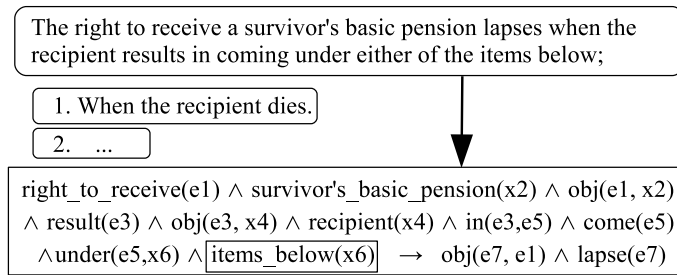 The right to receive a survivor's basic pension lapses when the
recipient results in coming under either of the items below;
1. When the recipient dies.
2. ...
right_to_receive(e1) ∧ survivor's_basic_pension(x2) ∧ obj(e1, x2)
∧ result(e3) ∧ obj(e3, x4) ∧ recipient(x4) ∧ in(e3,e5) ∧ come(e5)
∧under(e5,x6) ∧ items_below(x6) → obj(e7, e1) ∧ lapse(e7)